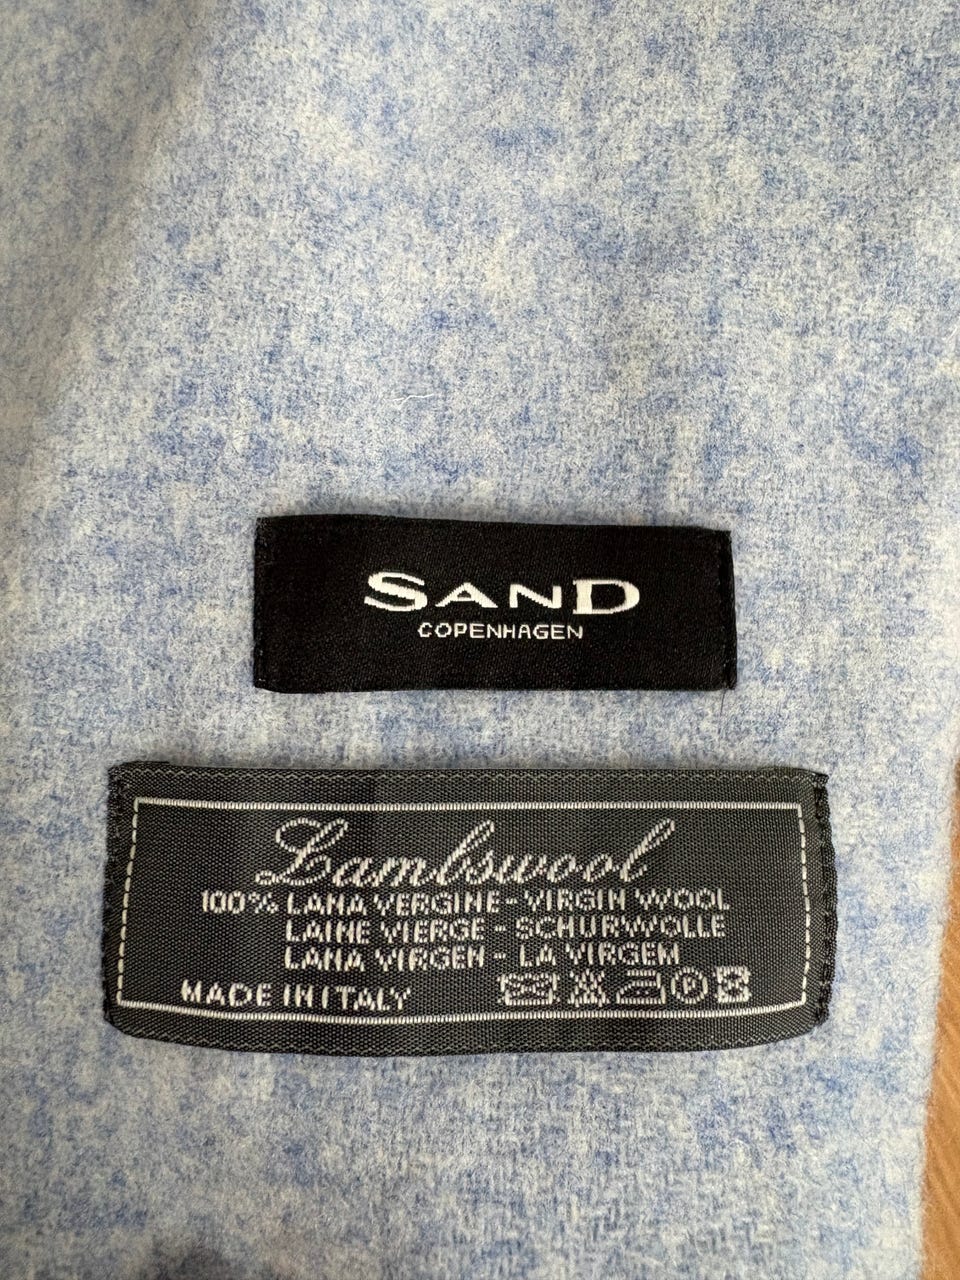 SAND
COPENHAGEN
Lambswool
100% LANA VERGINE - VIRGIN WOOL
LAINE VIERGE - SCHURWOLLE
LANA VIRGEN - LA VIRGEM
MADE IN ITALY P